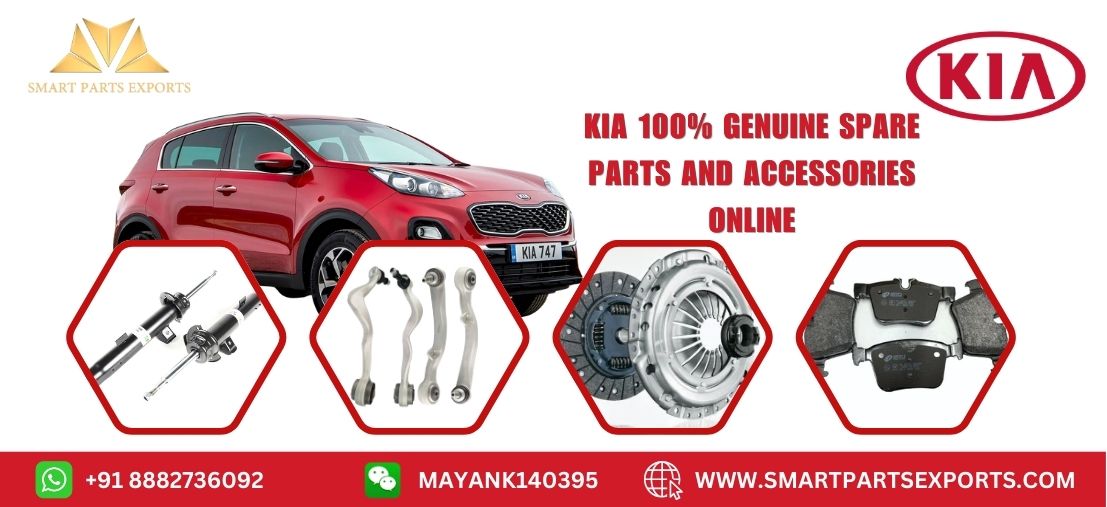 SMART PARTS EXPORTS
KIA
KIA 100% GENUINE SPARE
PARTS AND ACCESSORIES
ONLINE
KIA 747
+91 8882736092
MAYANK140395
WWW.SMARTPARTSEXPORTS.COM